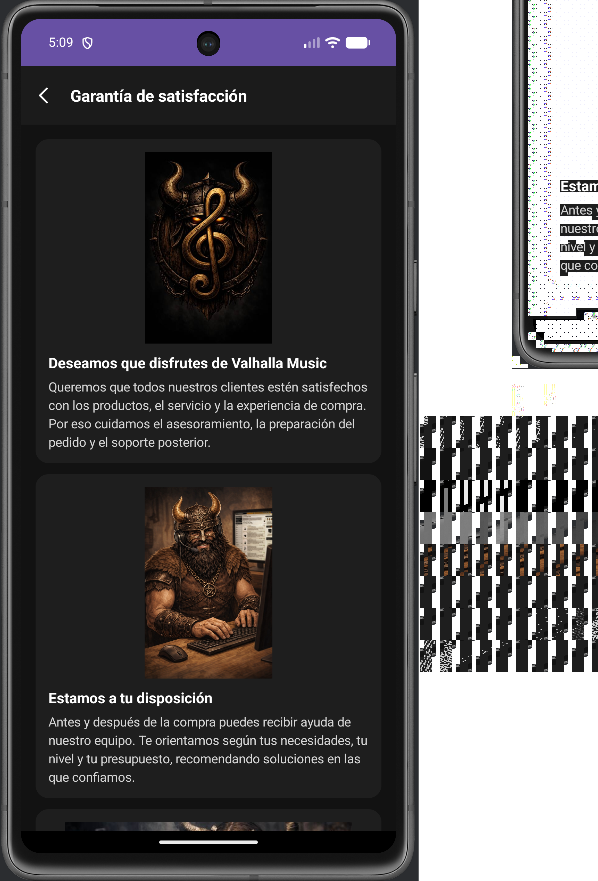 5:09
Garantía de satisfacción
Deseamos que disfrutes de Valhalla Music
Queremos que todos nuestros clientes estén satisfechos
con los productos, el servicio y la experiencia de compra.
Por eso cuidamos el asesoramiento, la preparación del
pedido y el soporte posterior.
Estamos a tu disposición
Antes y después de la compra puedes recibir ayuda de
nuestro equipo. Te orientamos según tus necesidades, tu
nivel y tu presupuesto, recomendando soluciones en las
que confiamos.
Estam
Antes y
nuestro
nivel y
que co